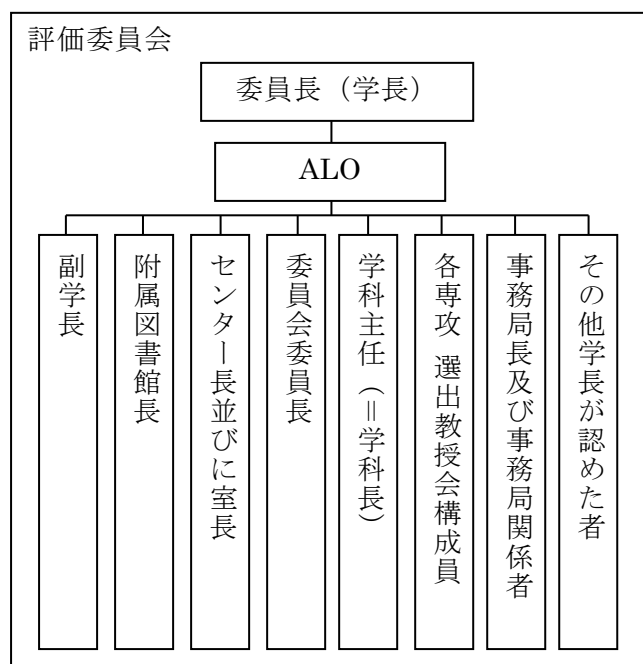 評価委員会
委員長（学長）
ALO
副学長
附属図書館長
センター長並びに室長
委員会委員長
学科主任（＝学科長）
各専攻 選出教授会構成員
事務局長及び事務局関係者
その他学長が認めた者